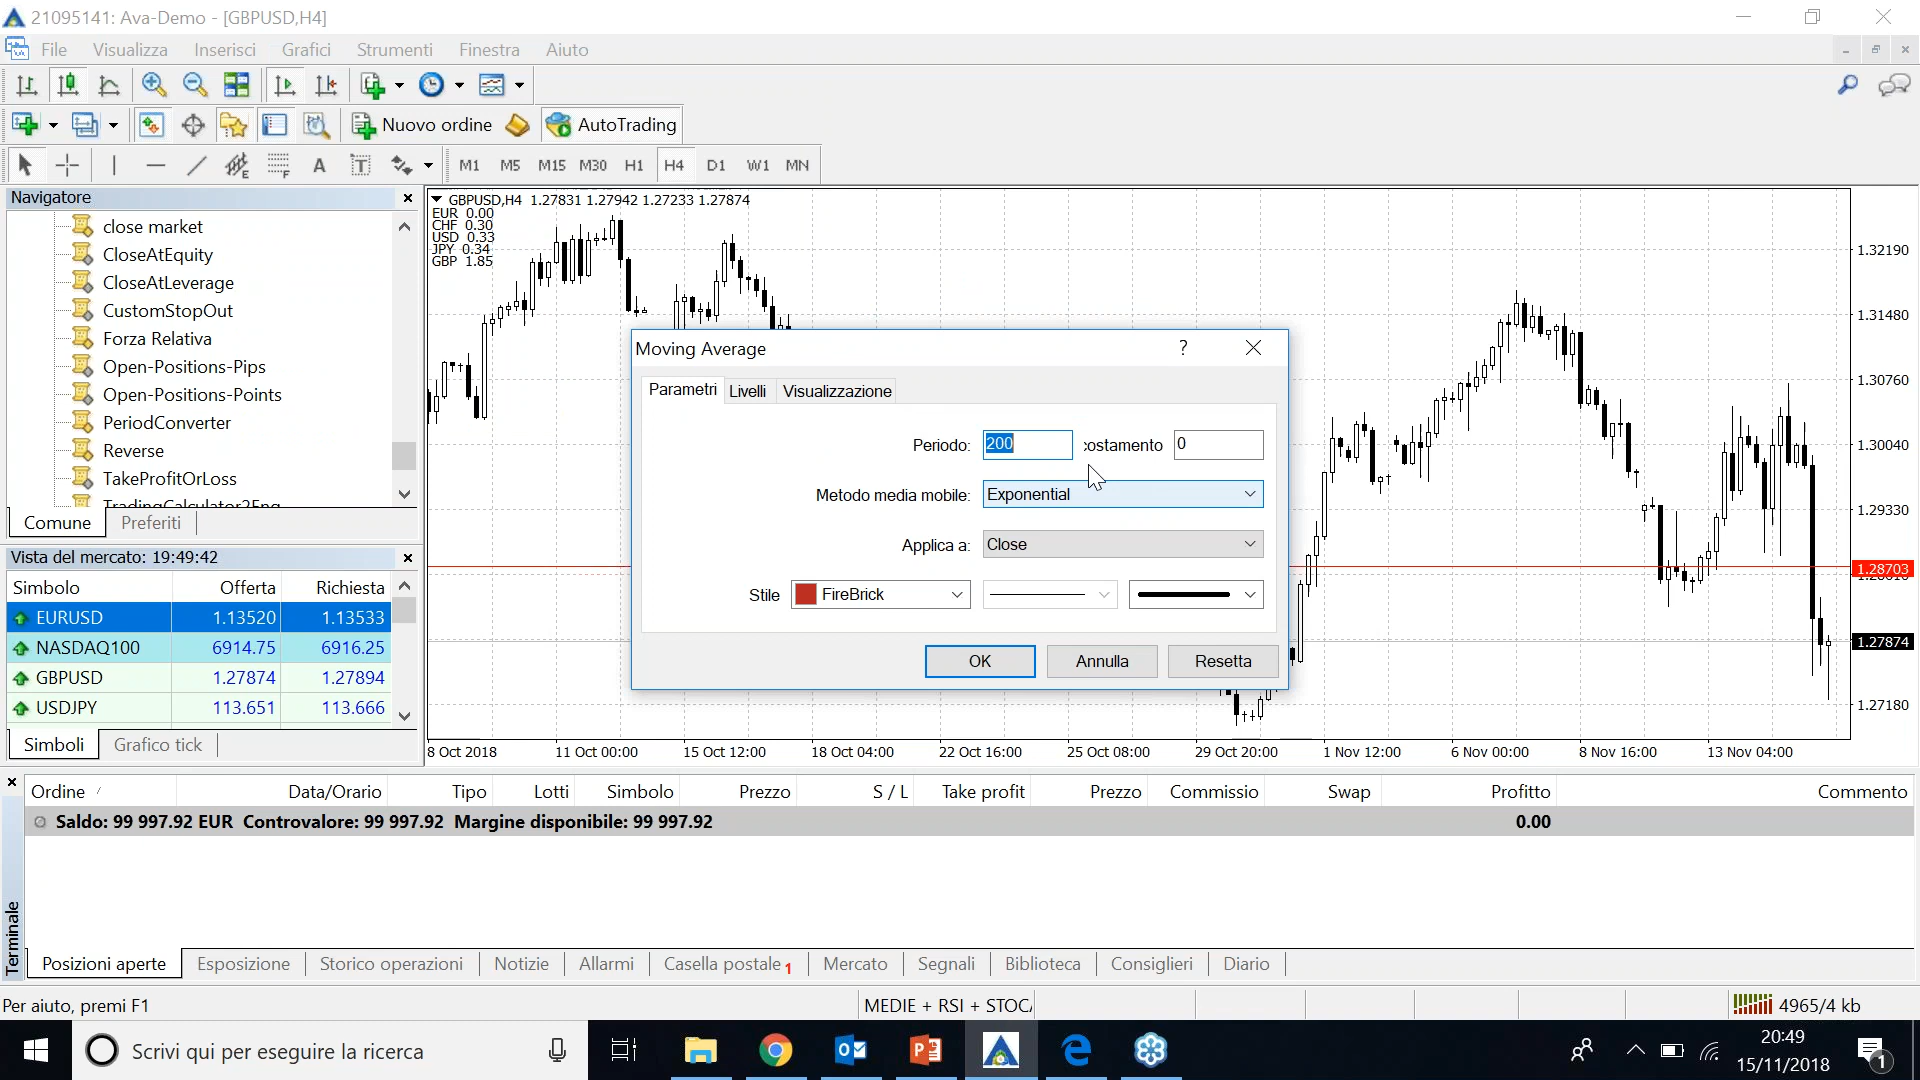 21095141: Ava-Demo - [GBPUSD,H4]
File Visualizza Inserisci Grafici Strumenti Finestra Aiuto
Nuovo ordine AutoTrading
A T M1 M5 M15 M30 H1 H4 D1 W1 MN
Navigatore
close market
CloseAtEquity
CloseAtLeverage
CustomStopOut
Forza Relativa
Open-Positions-Pips
Open-Positions-Points
PeriodConverter
Reverse
TakeProfitOrLoss
TradingCalculator2Eng
Comune Preferiti
Vista del mercato: 19:49:42
Simbolo Offerta Richiesta
EURUSD 1.13520 1.13533
NASDAQ100 6914.75 6916.25
GBPUSD 1.27874 1.27894
USDJPY 113.651 113.666
Simboli Grafico tick
GBPUSD,H4 1.27831 1.27942 1.27233 1.27874
EUR 0.00
CHF 0.30
USD 0.33
JPY 0.34
GBP 1.85
1.32190
1.31480
1.30760
1.30040
1.29330
1.28703
1.27874
1.27180
8 Oct 2018 11 Oct 00:00 15 Oct 12:00 18 Oct 04:00 22 Oct 16:00 25 Oct 08:00 29 Oct 20:00 1 Nov 12:00 6 Nov 00:00 8 Nov 16:00 13 Nov 04:00
Moving Average ?
Parametri Livelli Visualizzazione
Periodo: 200 costamento 0
Metodo media mobile: Exponential
Applica a: Close
Stile FireBrick
OK Annulla Resetta
Ordine / Data/Orario Tipo Lotti Simbolo Prezzo S / L Take profit Prezzo Commissio Swap Profitto Commento
Saldo: 99 997.92 EUR Controvalore: 99 997.92 Margine disponibile: 99 997.92 0.00
Terminale
Posizioni aperte Esposizione Storico operazioni Notizie Allarmi Casella postale 1 Mercato Segnali Biblioteca Consiglieri Diario
Per aiuto, premi F1 MEDIE + RSI + STOCA 4965/4 kb
Scrivi qui per eseguire la ricerca
20:49
15/11/2018
1